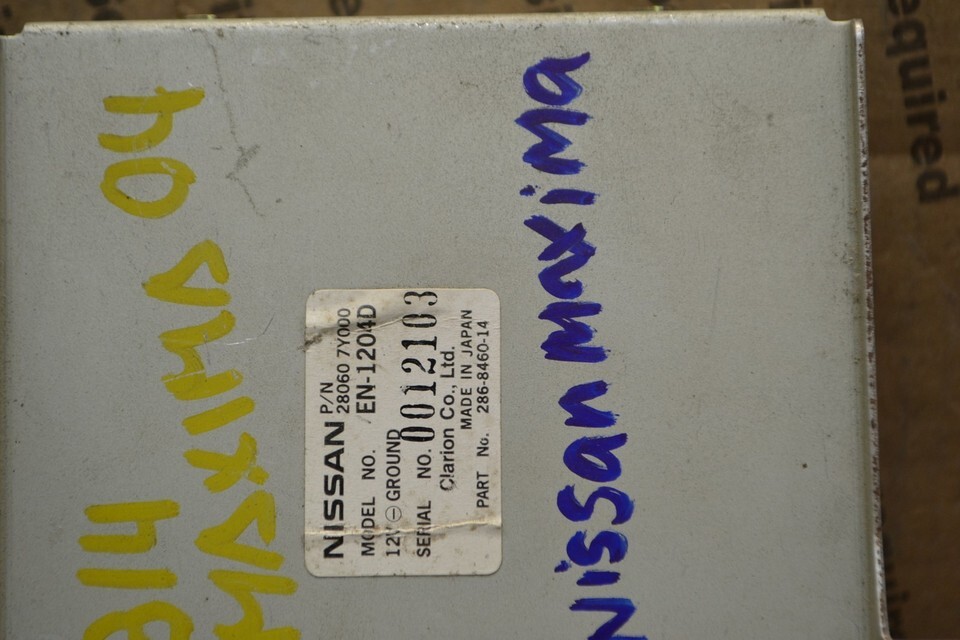 NISSAN P/N
28060 7Y000
MODEL NO. EN-1204D
12V ⊖ GROUND
SERIAL NO. 0012103
Clarion Co., Ltd.
MADE IN JAPAN
PART No. 286-8460-14
Nissan maxima
04
MAXIMA
equired